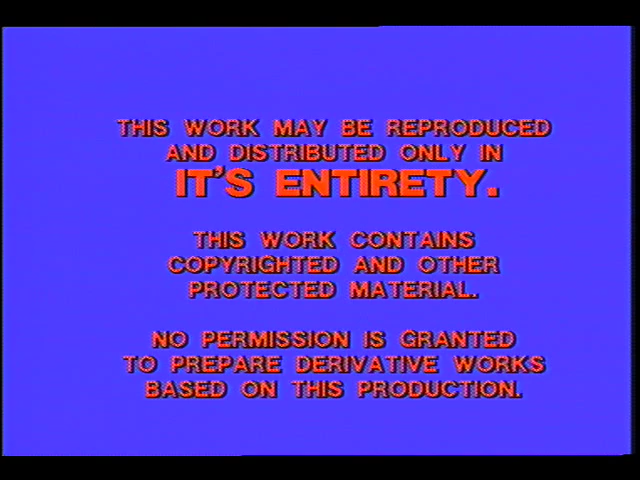 THIS WORK MAY BE REPRODUCED
AND DISTRIBUTED ONLY IN
IT'S ENTIRETY.
THIS WORK CONTAINS
COPYRIGHTED AND OTHER
PROTECTED MATERIAL.
NO PERMISSION IS GRANTED
TO PREPARE DERIVATIVE WORKS
BASED ON THIS PRODUCTION.